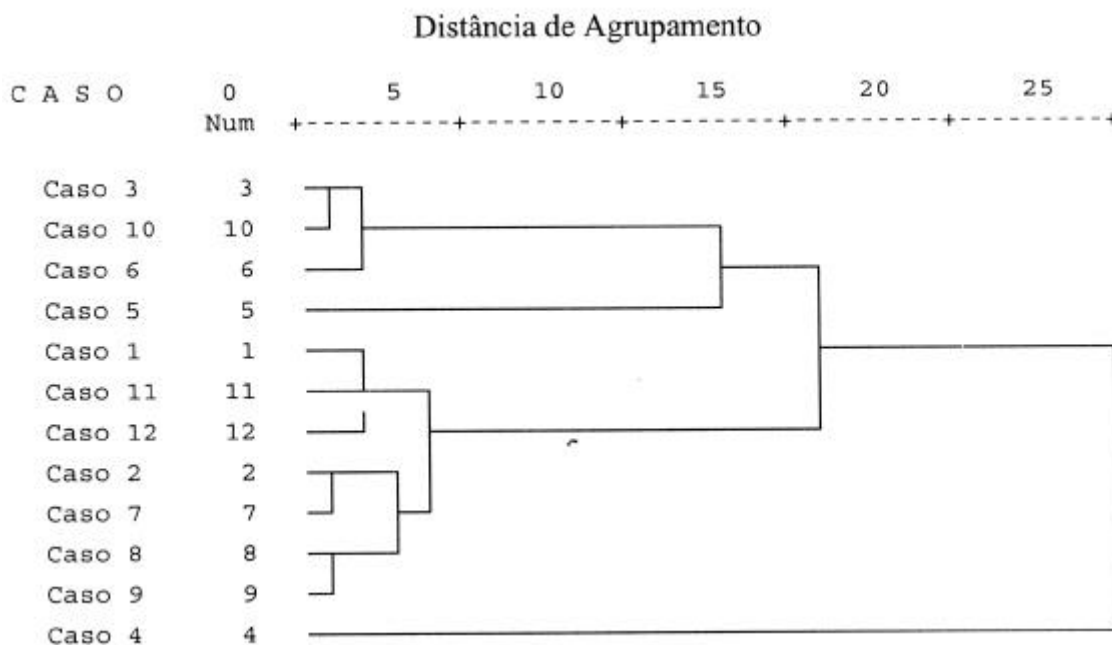 Distância de Agrupamento
C A S O 0 5 10 15 20 25
Num +---------+---------+---------+---------+---------+
Caso 3 3
Caso 10 10
Caso 6 6
Caso 5 5
Caso 1 1
Caso 11 11
Caso 12 12
Caso 2 2
Caso 7 7
Caso 8 8
Caso 9 9
Caso 4 4